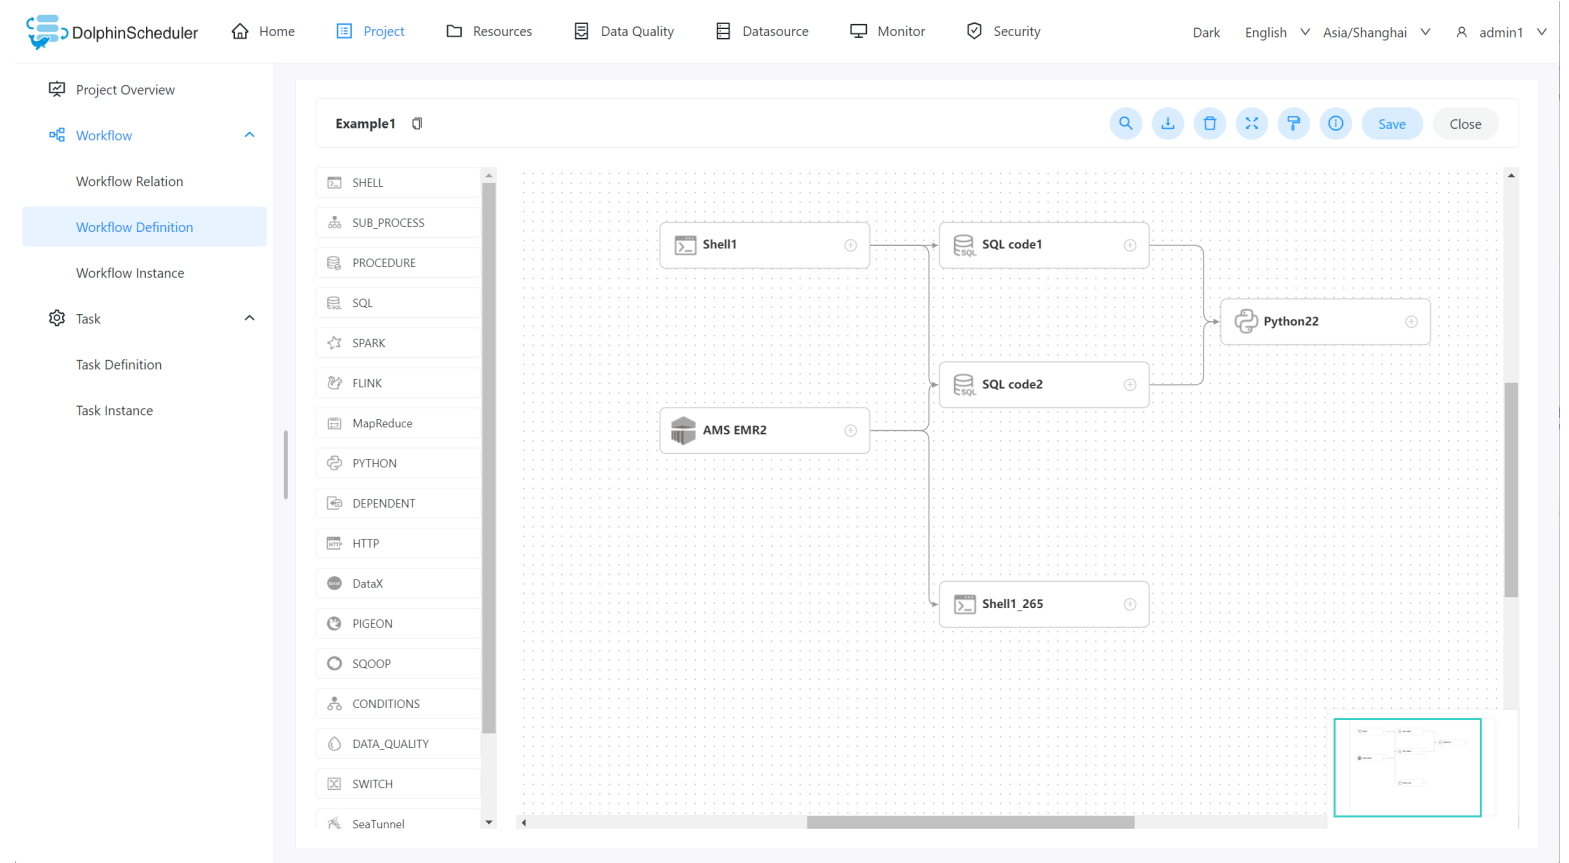 DolphinScheduler
Home
Project
Resources
Data Quality
Datasource
Monitor
Security
Dark
English
Asia/Shanghai
admin1
Project Overview
Workflow
Workflow Relation
Workflow Definition
Workflow Instance
Task
Task Definition
Task Instance
Example1
Save
Close
SHELL
SUB_PROCESS
PROCEDURE
SQL
SPARK
FLINK
MapReduce
PYTHON
DEPENDENT
HTTP
DataX
PIGEON
SQOOP
CONDITIONS
DATA_QUALITY
SWITCH
SeaTunnel
Shell1
SQL code1
Python22
SQL code2
AMS EMR2
Shell1_265